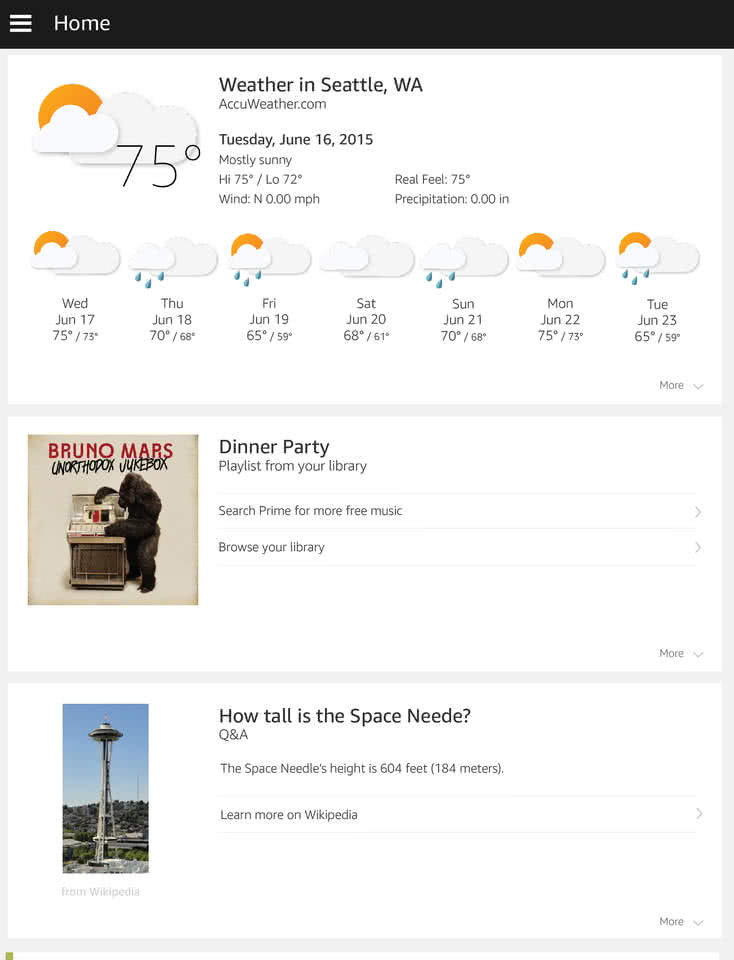 Home
Weather in Seattle, WA
AccuWeather.com
75°
Tuesday, June 16, 2015
Mostly sunny
Hi 75° / Lo 72° Real Feel: 75°
Wind: N 0.00 mph Precipitation: 0.00 in
Wed Thu Fri Sat Sun Mon Tue
Jun 17 Jun 18 Jun 19 Jun 20 Jun 21 Jun 22 Jun 23
75° / 73° 70° / 68° 65° / 59° 68° / 61° 70° / 68° 75° / 73° 65° / 59°
More
BRUNO MARS
UNORTHODOX JUKEBOX
Dinner Party
Playlist from your library
Search Prime for more free music
Browse your library
More
How tall is the Space Neede?
Q&A
The Space Needle's height is 604 feet (184 meters).
Learn more on Wikipedia
from Wikipedia
More